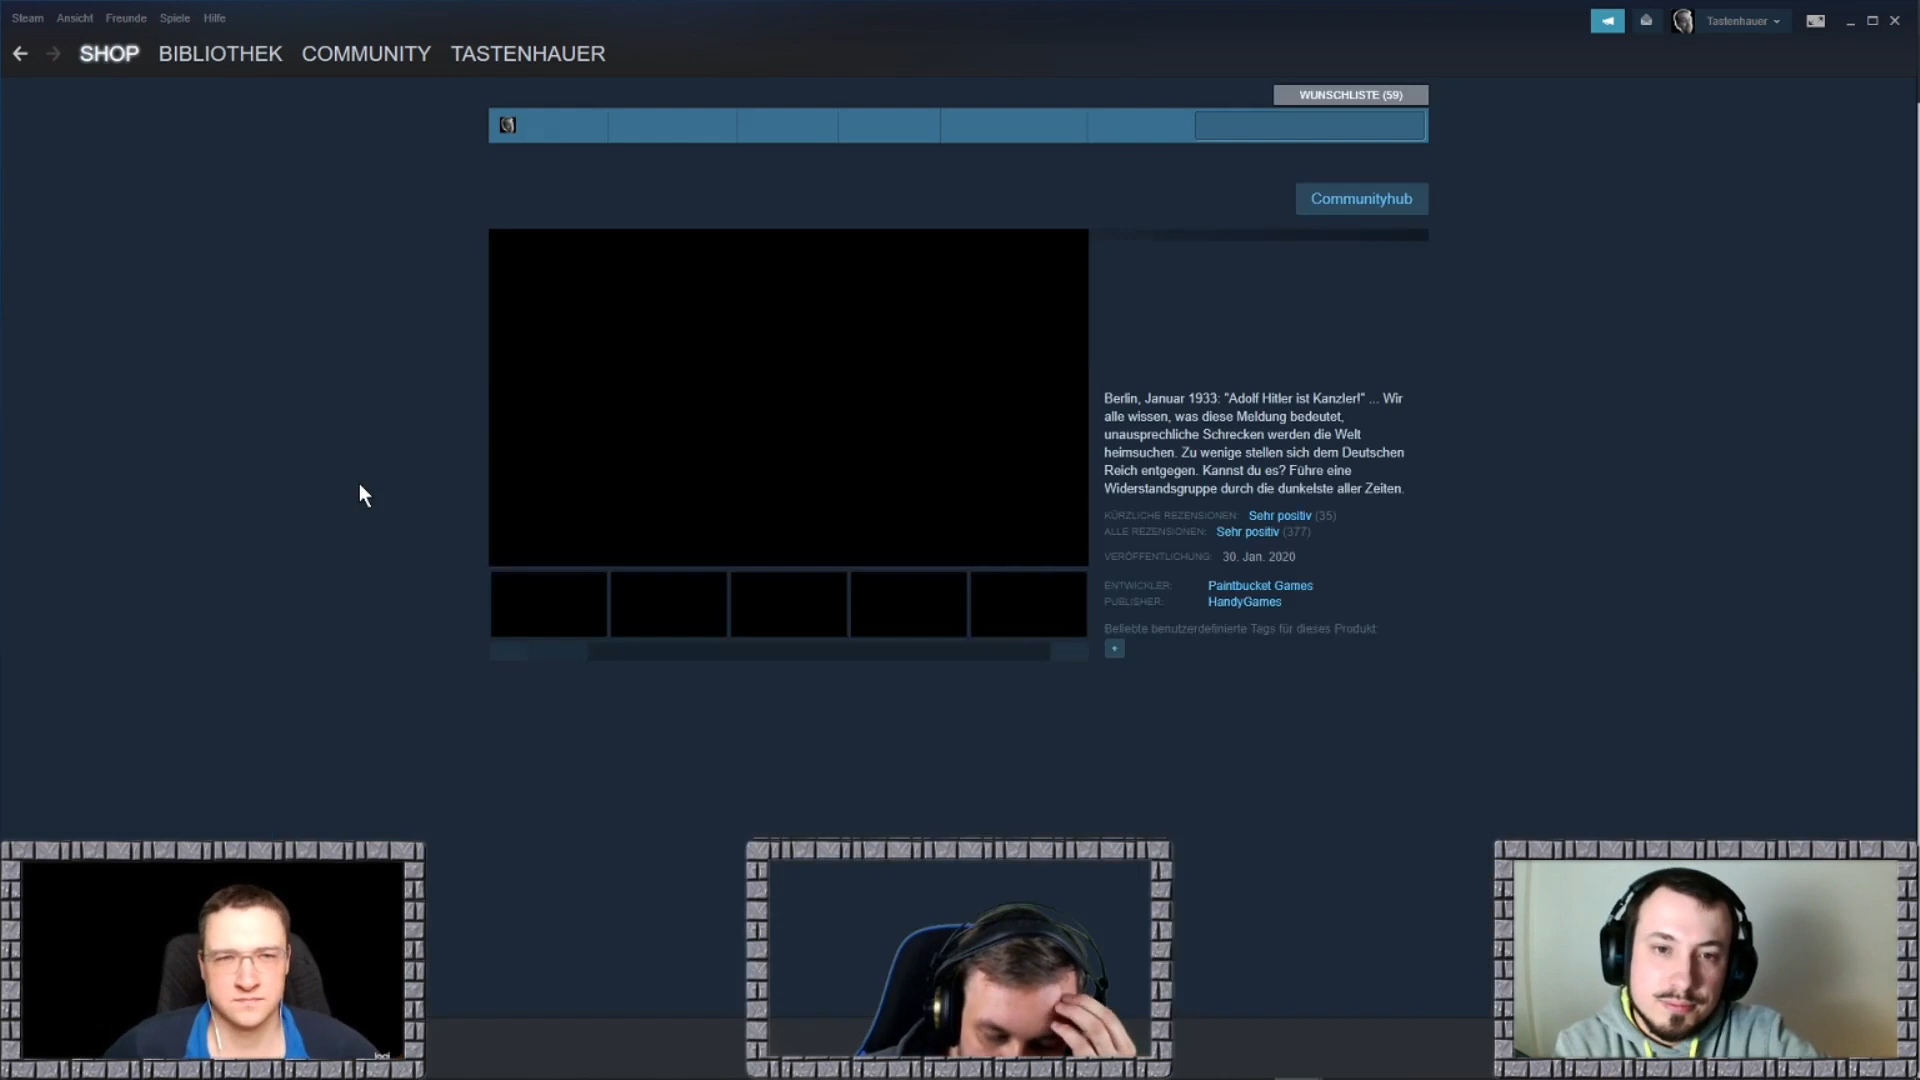 Steam Ansicht Freunde Spiele Hilfe
Tastenhauer
SHOP BIBLIOTHEK COMMUNITY TASTENHAUER
WUNSCHLISTE (59)
Communityhub
Berlin, Januar 1933: "Adolf Hitler ist Kanzler!" ... Wir
alle wissen, was diese Meldung bedeutet,
unausprechliche Schrecken werden die Welt
heimsuchen. Zu wenige stellen sich dem Deutschen
Reich entgegen. Kannst du es? Führe eine
Widerstandsgruppe durch die dunkelste aller Zeiten.
KÜRZLICHE REZENSIONEN: Sehr positiv (35)
ALLE REZENSIONEN: Sehr positiv (377)
VERÖFFENTLICHUNG: 30. Jan. 2020
ENTWICKLER: Paintbucket Games
PUBLISHER: HandyGames
Beliebte benutzerdefinierte Tags für dieses Produkt:
+